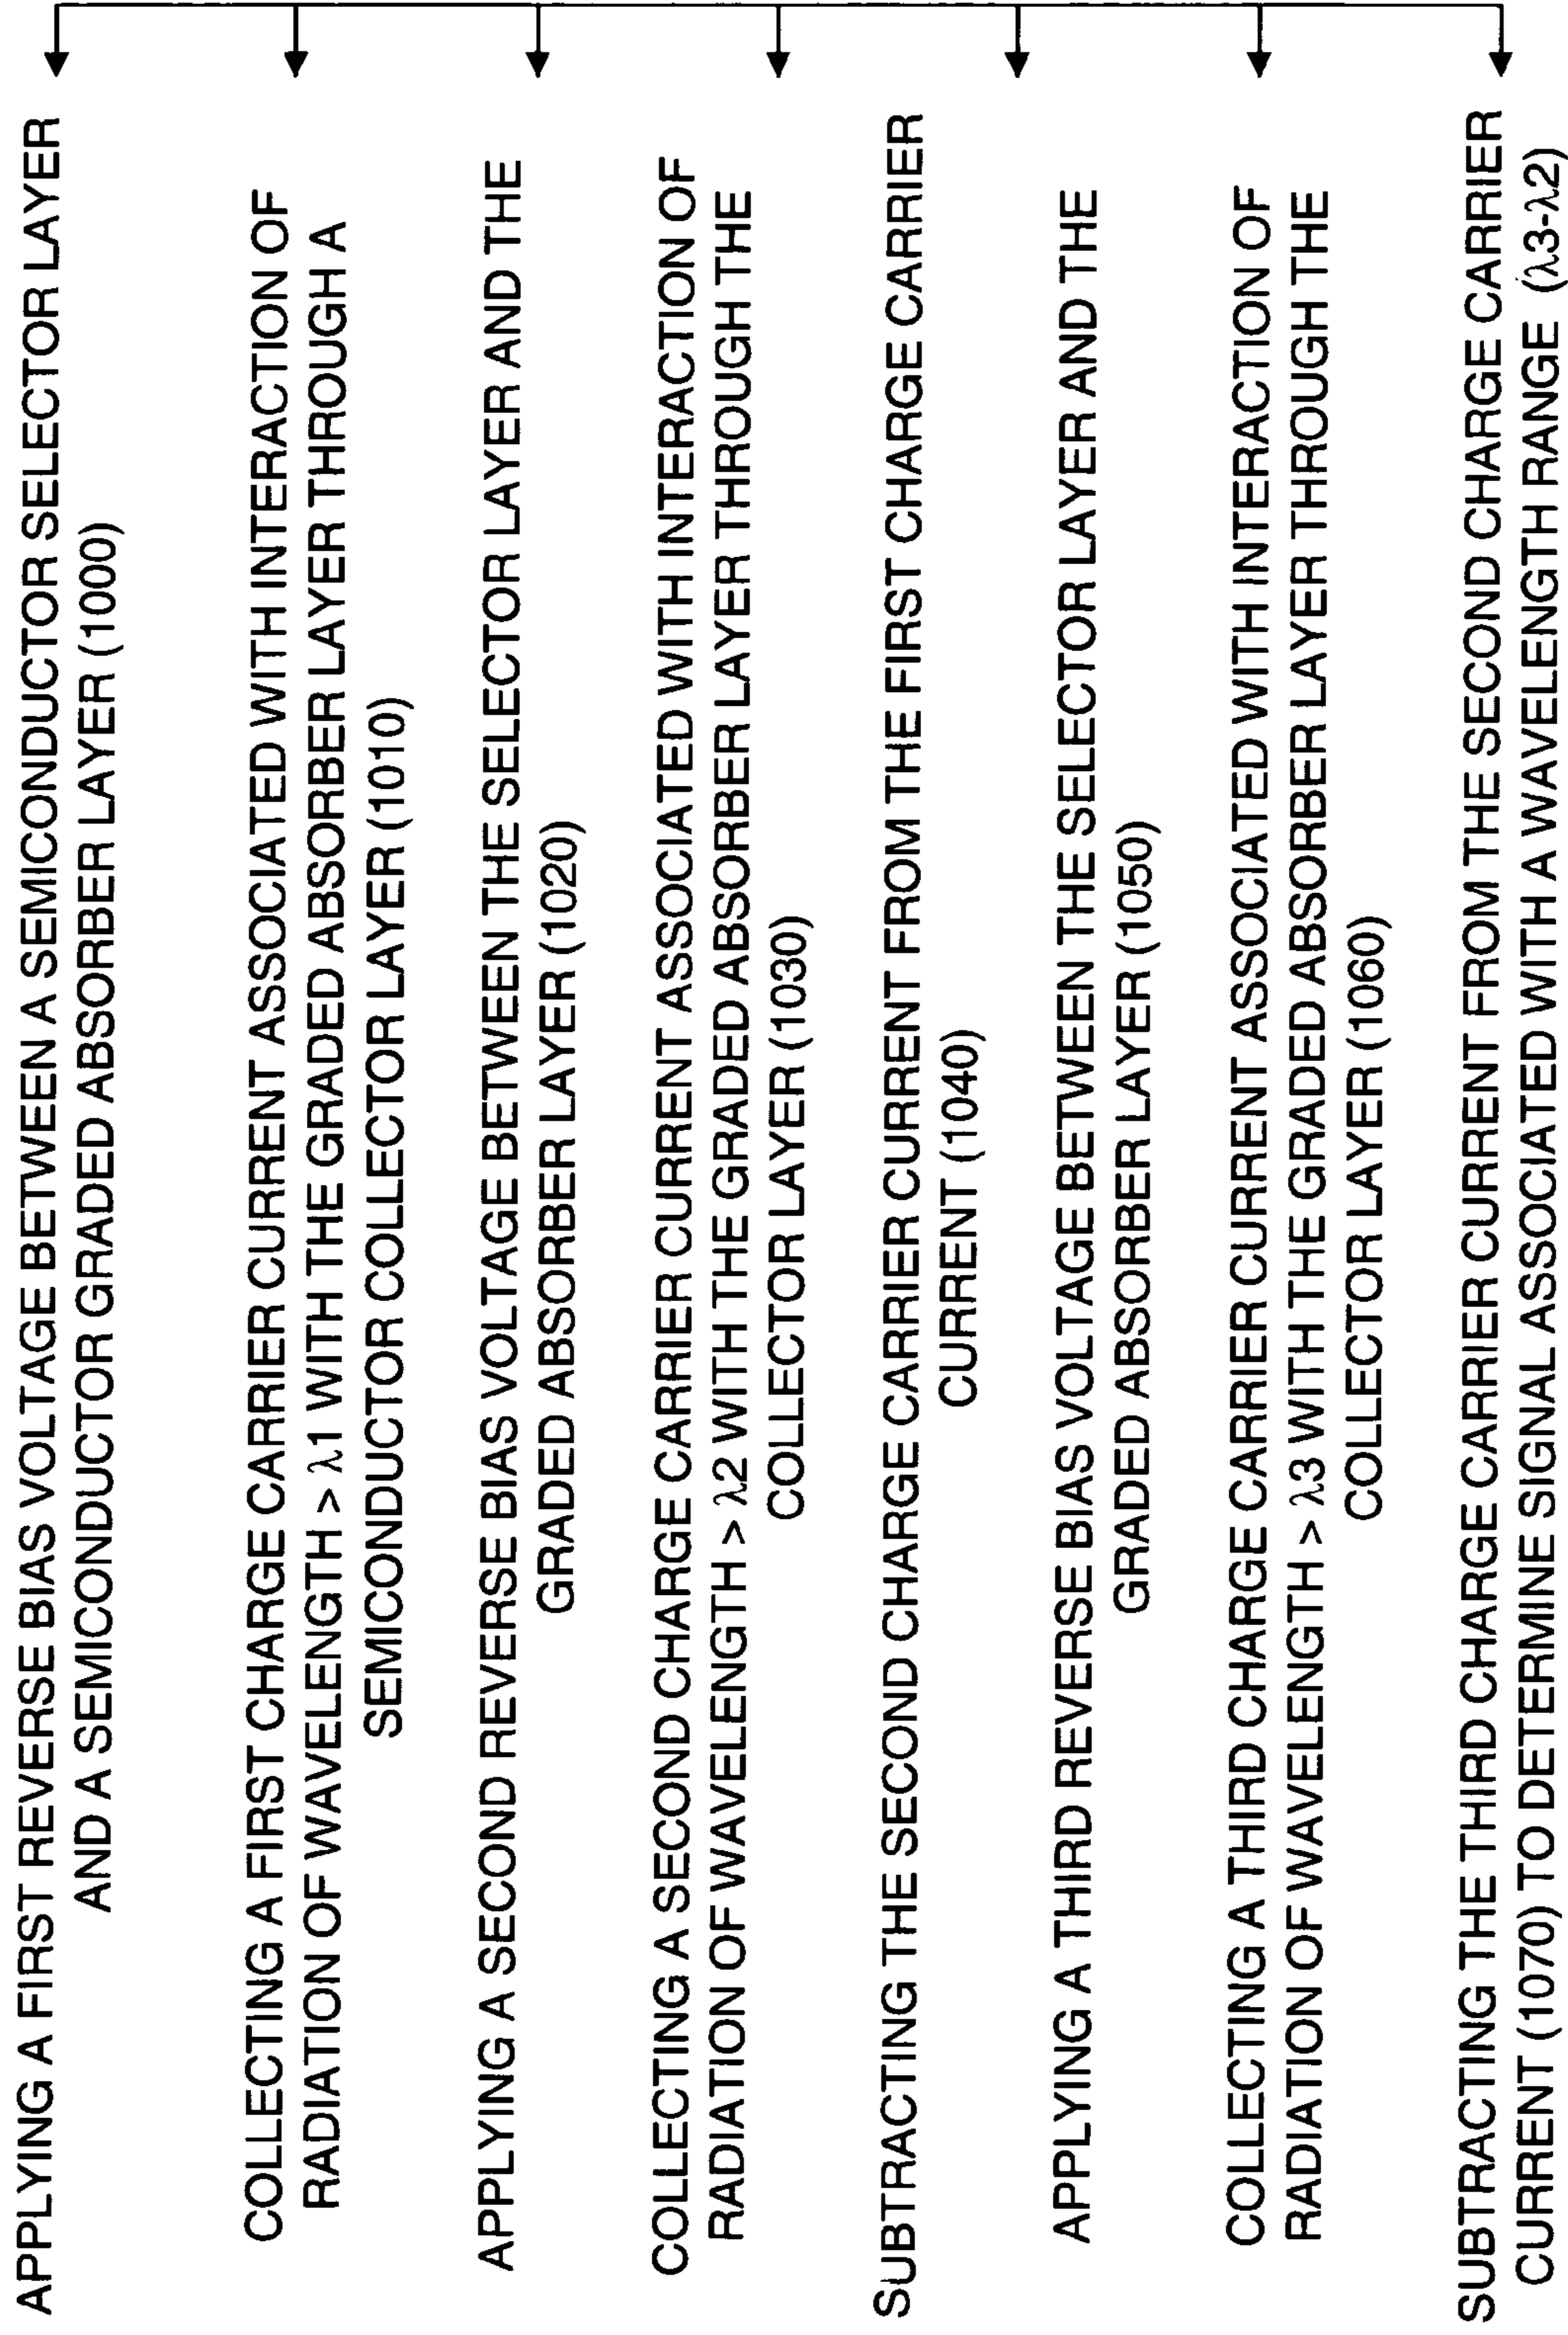 APPLYING A FIRST REVERSE BIAS VOLTAGE BETWEEN A SEMICONDUCTOR SELECTOR LAYER
AND A SEMICONDUCTOR GRADED ABSORBER LAYER (1000)
COLLECTING A FIRST CHARGE CARRIER CURRENT ASSOCIATED WITH INTERACTION OF
RADIATION OF WAVELENGTH > λ1 WITH THE GRADED ABSORBER LAYER THROUGH A
SEMICONDUCTOR COLLECTOR LAYER (1010)
APPLYING A SECOND REVERSE BIAS VOLTAGE BETWEEN THE SELECTOR LAYER AND THE
GRADED ABSORBER LAYER (1020)
COLLECTING A SECOND CHARGE CARRIER CURRENT ASSOCIATED WITH INTERACTION OF
RADIATION OF WAVELENGTH > λ2 WITH THE GRADED ABSORBER LAYER THROUGH THE
COLLECTOR LAYER (1030)
SUBTRACTING THE SECOND CHARGE CARRIER CURRENT FROM THE FIRST CHARGE CARRIER
CURRENT (1040)
APPLYING A THIRD REVERSE BIAS VOLTAGE BETWEEN THE SELECTOR LAYER AND THE
GRADED ABSORBER LAYER (1050)
COLLECTING A THIRD CHARGE CARRIER CURRENT ASSOCIATED WITH INTERACTION OF
RADIATION OF WAVELENGTH > λ3 WITH THE GRADED ABSORBER LAYER THROUGH THE
COLLECTOR LAYER (1060)
SUBTRACTING THE THIRD CHARGE CARRIER CURRENT FROM THE SECOND CHARGE CARRIER
CURRENT (1070) TO DETERMINE SIGNAL ASSOCIATED WITH A WAVELENGTH RANGE (λ3-λ2)